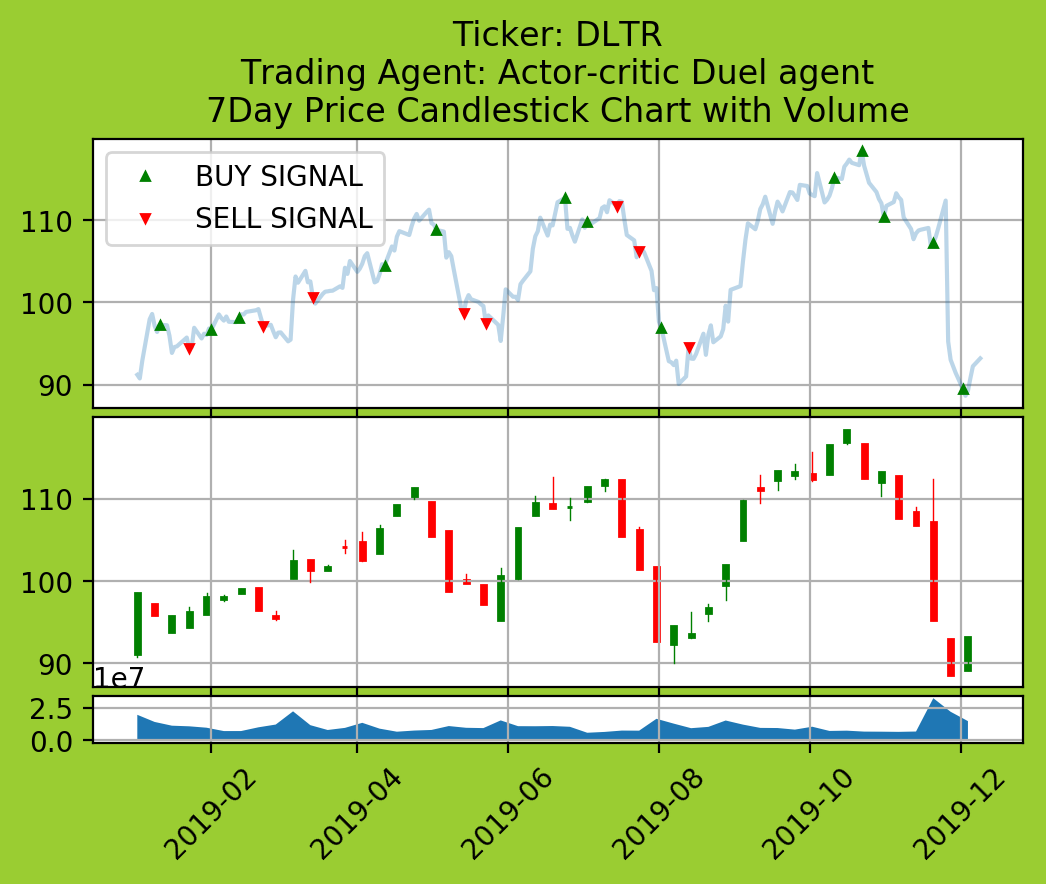 Ticker: DLTR
Trading Agent: Actor-critic Duel agent
7Day Price Candlestick Chart with Volume
BUY SIGNAL
SELL SIGNAL
110
100
90
110
100
90
1e7
2.5
0.0
2019-02
2019-04
2019-06
2019-08
2019-10
2019-12